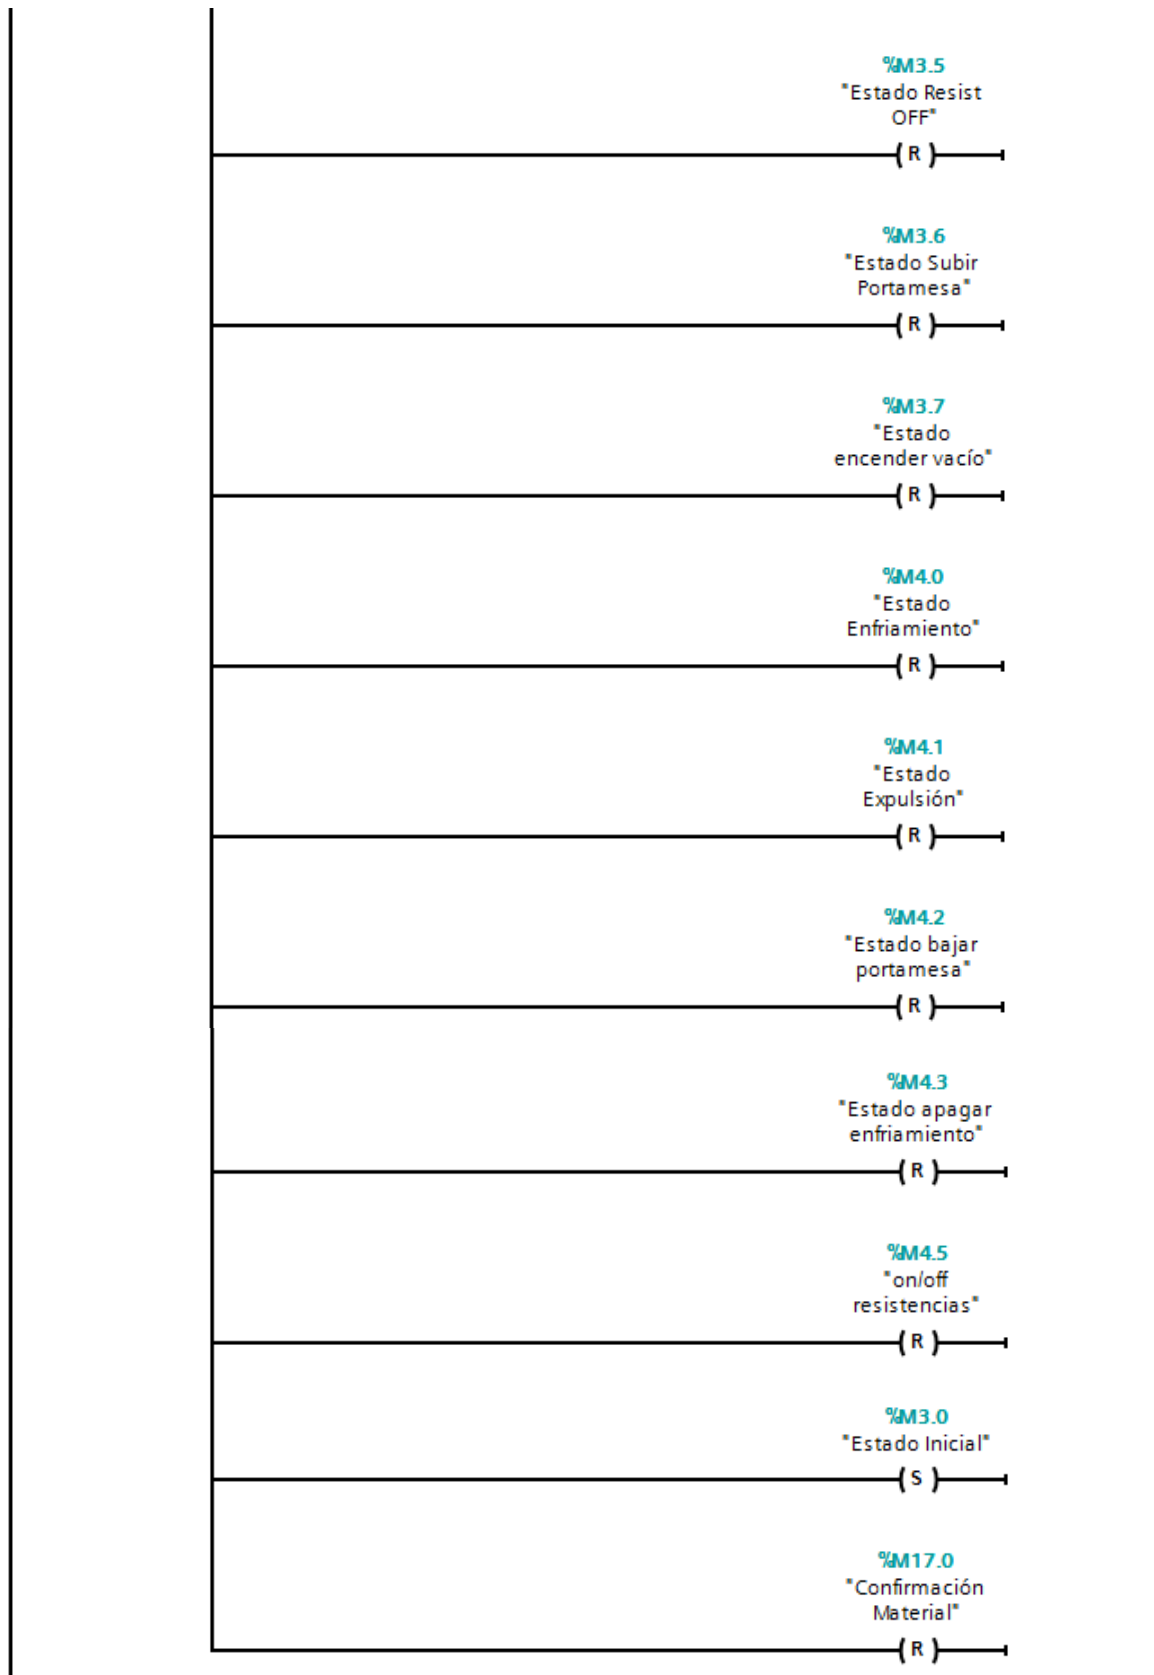 %M3.5
"Estado Resist
OFF"
( R )
%M3.6
"Estado Subir
Portamesa"
( R )
%M3.7
"Estado
encender vacío"
( R )
%M4.0
"Estado
Enfriamiento"
( R )
%M4.1
"Estado
Expulsión"
( R )
%M4.2
"Estado bajar
portamesa"
( R )
%M4.3
"Estado apagar
enfriamiento"
( R )
%M4.5
"on/off
resistencias"
( R )
%M3.0
"Estado Inicial"
( S )
%M17.0
"Confirmación
Material"
( R )